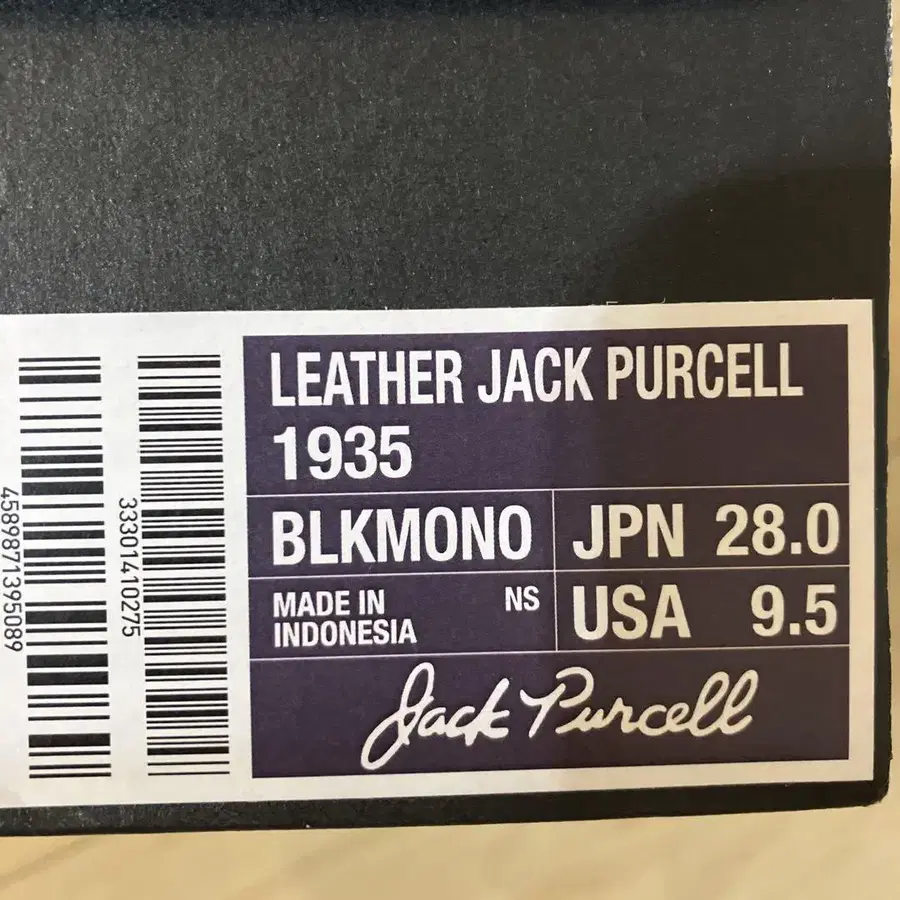 4589871395089
33301410275
LEATHER JACK PURCELL
1935
BLKMONO
JPN 28.0
MADE IN
INDONESIA
NS
USA 9.5
Jack Purcell